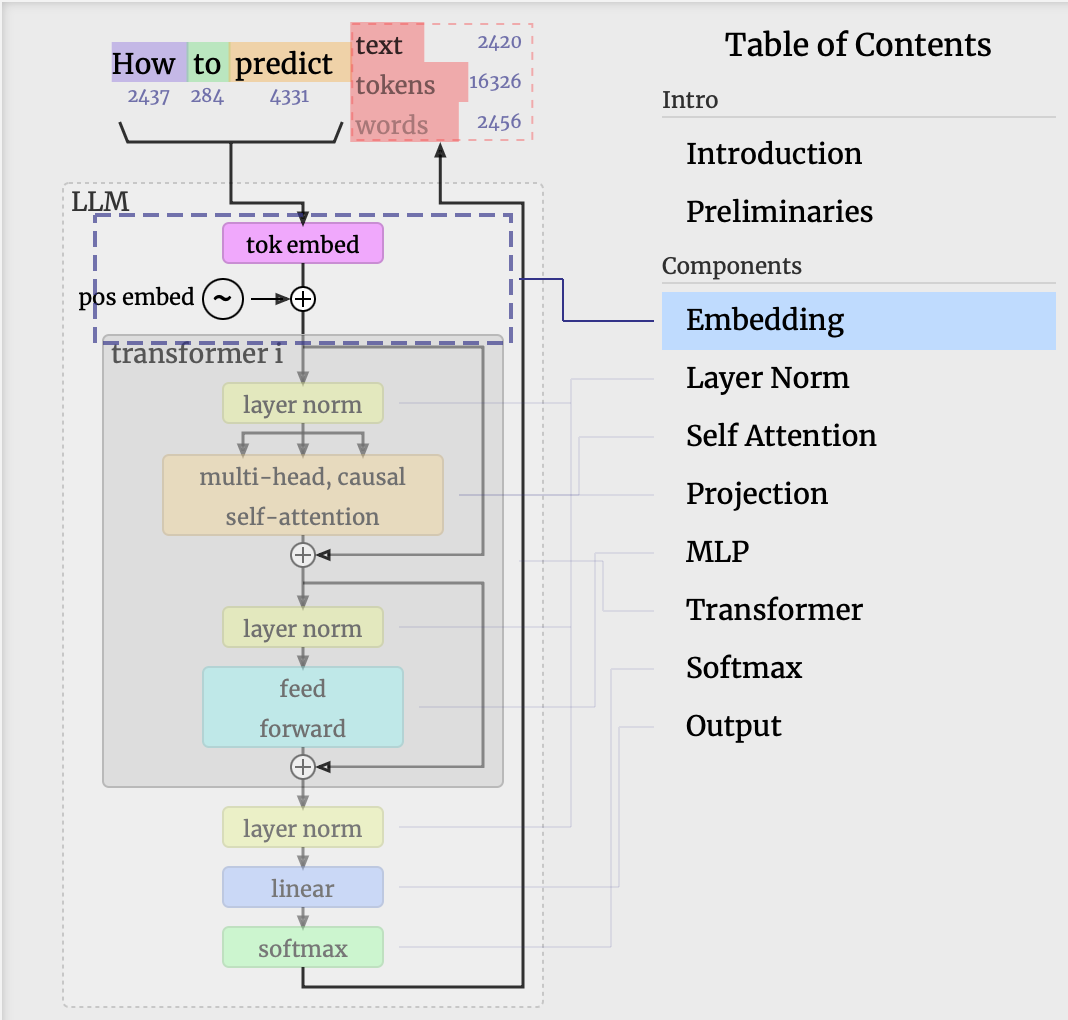 How to predict
2437 284 4331
text 2420
tokens 16326
words 2456
LLM
tok embed
pos embed ~
transformer i
layer norm
multi-head, causal
self-attention
layer norm
feed
forward
layer norm
linear
softmax
Table of Contents
Intro
Introduction
Preliminaries
Components
Embedding
Layer Norm
Self Attention
Projection
MLP
Transformer
Softmax
Output